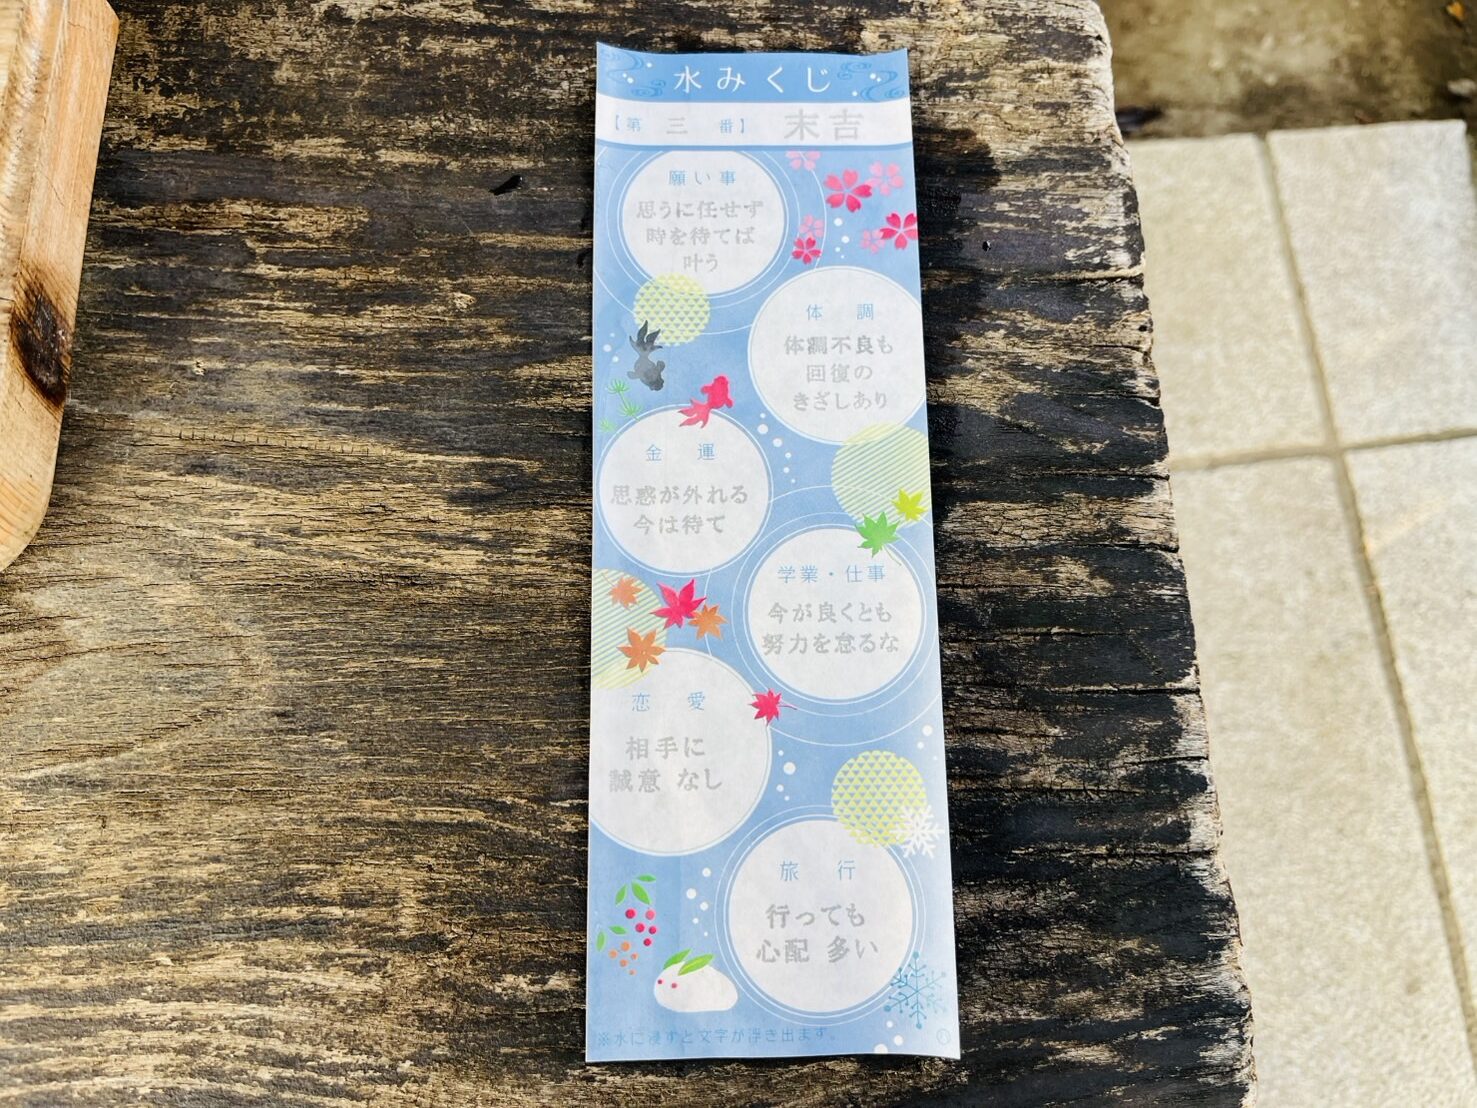 水みくじ
【第 三 番】 末吉
願い事
思うに任せず
時を待てば
叶う
体 調
体調不良も
回復の
きざしあり
金 運
思惑が外れる
今は待て
学業・仕事
今が良くとも
努力を怠るな
恋 愛
相手に
誠意 なし
旅 行
行っても
心配 多い
※水に浸すと文字が浮き出ます。